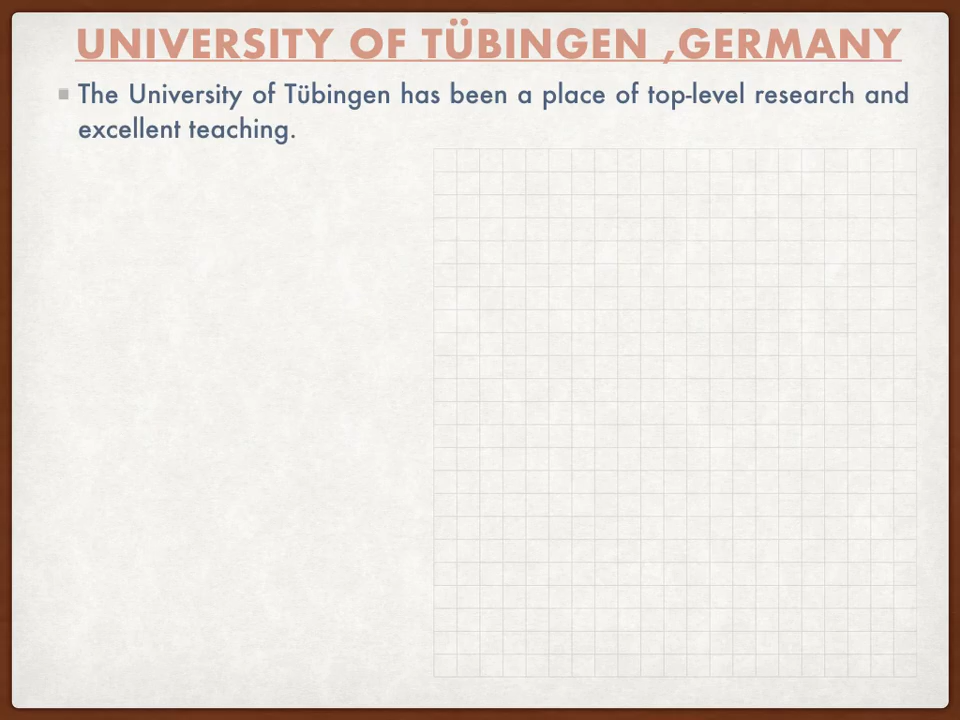 UNIVERSITY OF TÜBINGEN ,GERMANY
The University of Tübingen has been a place of top-level research and
excellent teaching.